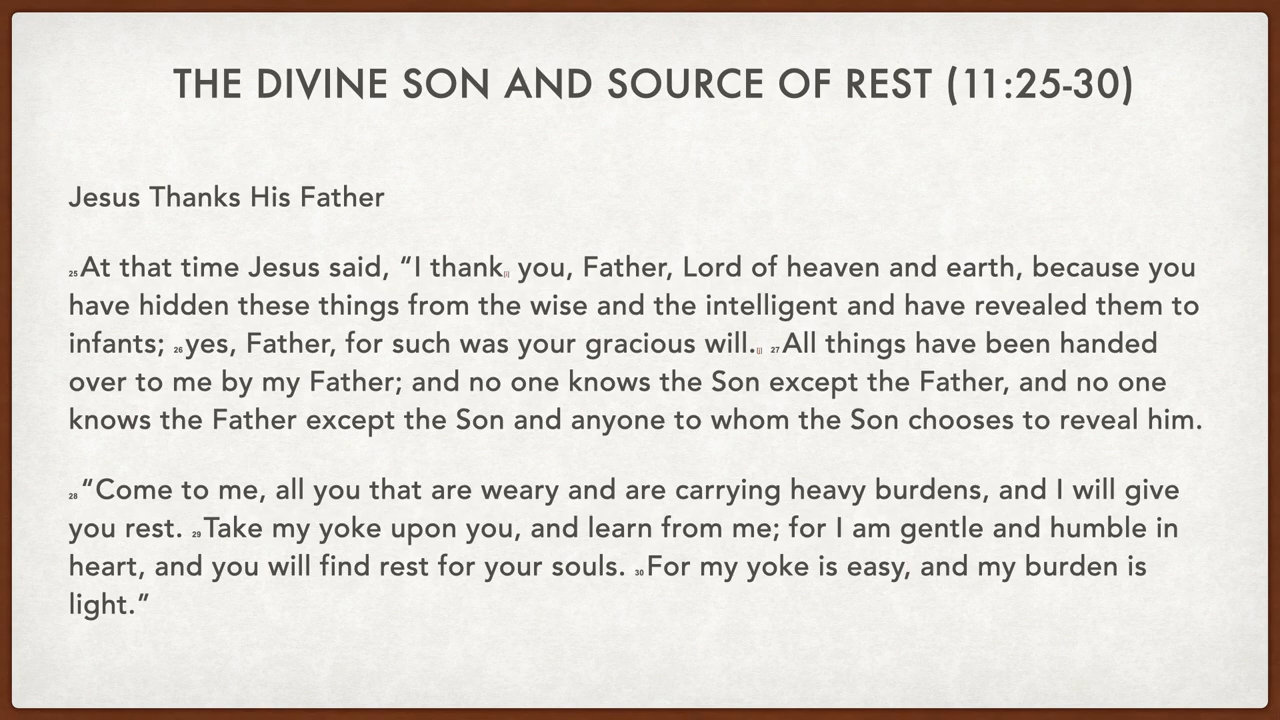 THE DIVINE SON AND SOURCE OF REST (11:25-30)
Jesus Thanks His Father
25At that time Jesus said, “I thank[i] you, Father, Lord of heaven and earth, because you
have hidden these things from the wise and the intelligent and have revealed them to
infants; 26yes, Father, for such was your gracious will.[j] 27All things have been handed
over to me by my Father; and no one knows the Son except the Father, and no one
knows the Father except the Son and anyone to whom the Son chooses to reveal him.
28“Come to me, all you that are weary and are carrying heavy burdens, and I will give
you rest. 29Take my yoke upon you, and learn from me; for I am gentle and humble in
heart, and you will find rest for your souls. 30For my yoke is easy, and my burden is
light.”